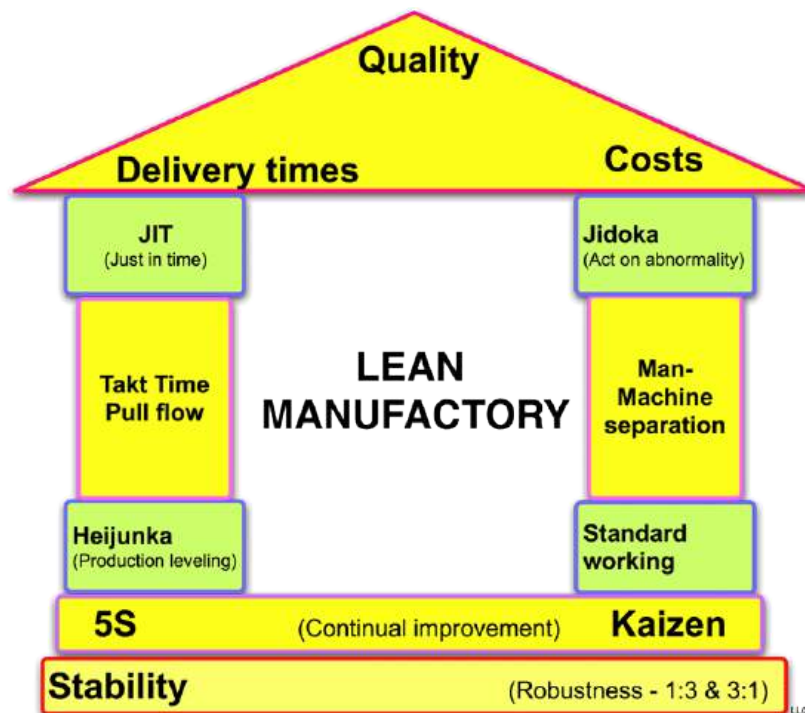 Quality
Delivery times
Costs
JIT
(Just in time)
Jidoka
(Act on abnormality)
Takt Time
Pull flow
LEAN
MANUFACTORY
Man-
Machine
separation
Heijunka
(Production leveling)
Standard
working
5S (Continual improvement) Kaizen
Stability (Robustness - 1:3 & 3:1)